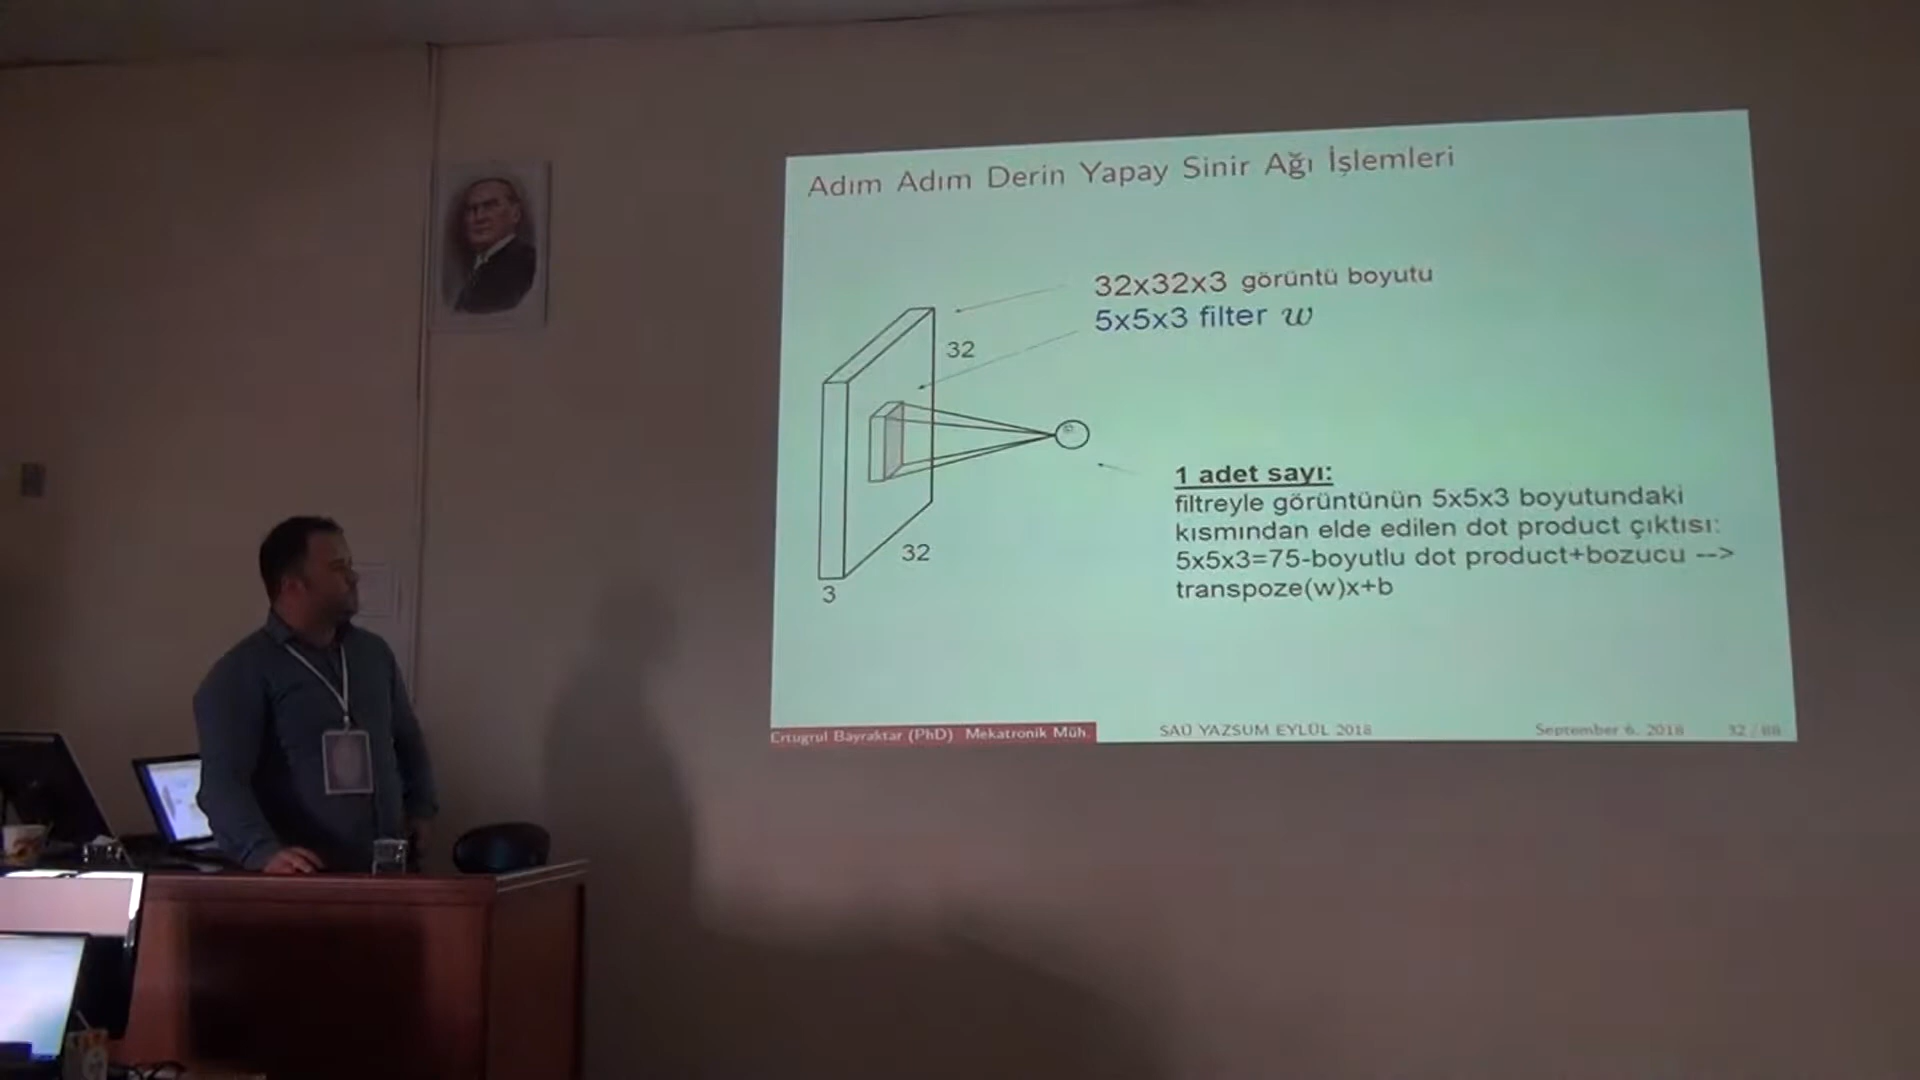 Adım Adım Derin Yapay Sinir Ağı İşlemleri
32x32x3 görüntü boyutu
5x5x3 filter w
32
32
3
1 adet sayı:
filtreyle görüntünün 5x5x3 boyutundaki
kısmından elde edilen dot product çıktısı:
5x5x3=75-boyutlu dot product+bozucu -->
transpoze(w)x+b
Ertugrul Bayraktar (PhD) Mekatronik Müh.
SAÜ YAZSUM EYLÜL 2018
September 6, 2018
32 / 88